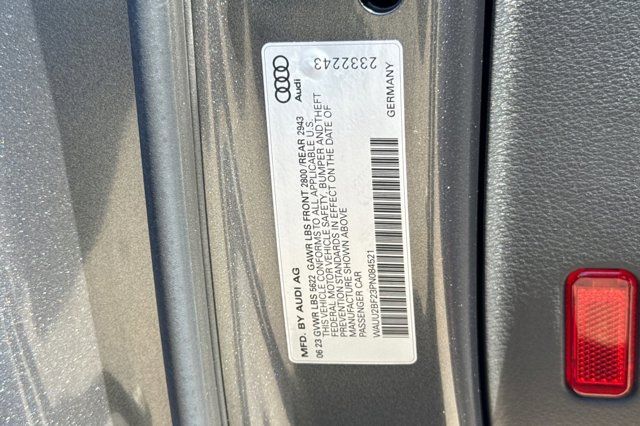 MFD. BY AUDI AG
06 23 GVWR LBS 5622 GAWR LBS FRONT 2800 /REAR 2943
THIS VEHICLE CONFORMS TO ALL APPLICABLE U.S.
FEDERAL MOTOR VEHICLE SAFETY, BUMPER AND THEFT
PREVENTION STANDARDS IN EFFECT ON THE DATE OF
MANUFACTURE SHOWN ABOVE
PASSENGER CAR
WAUU2BF23PN084521
Audi
2332243
GERMANY